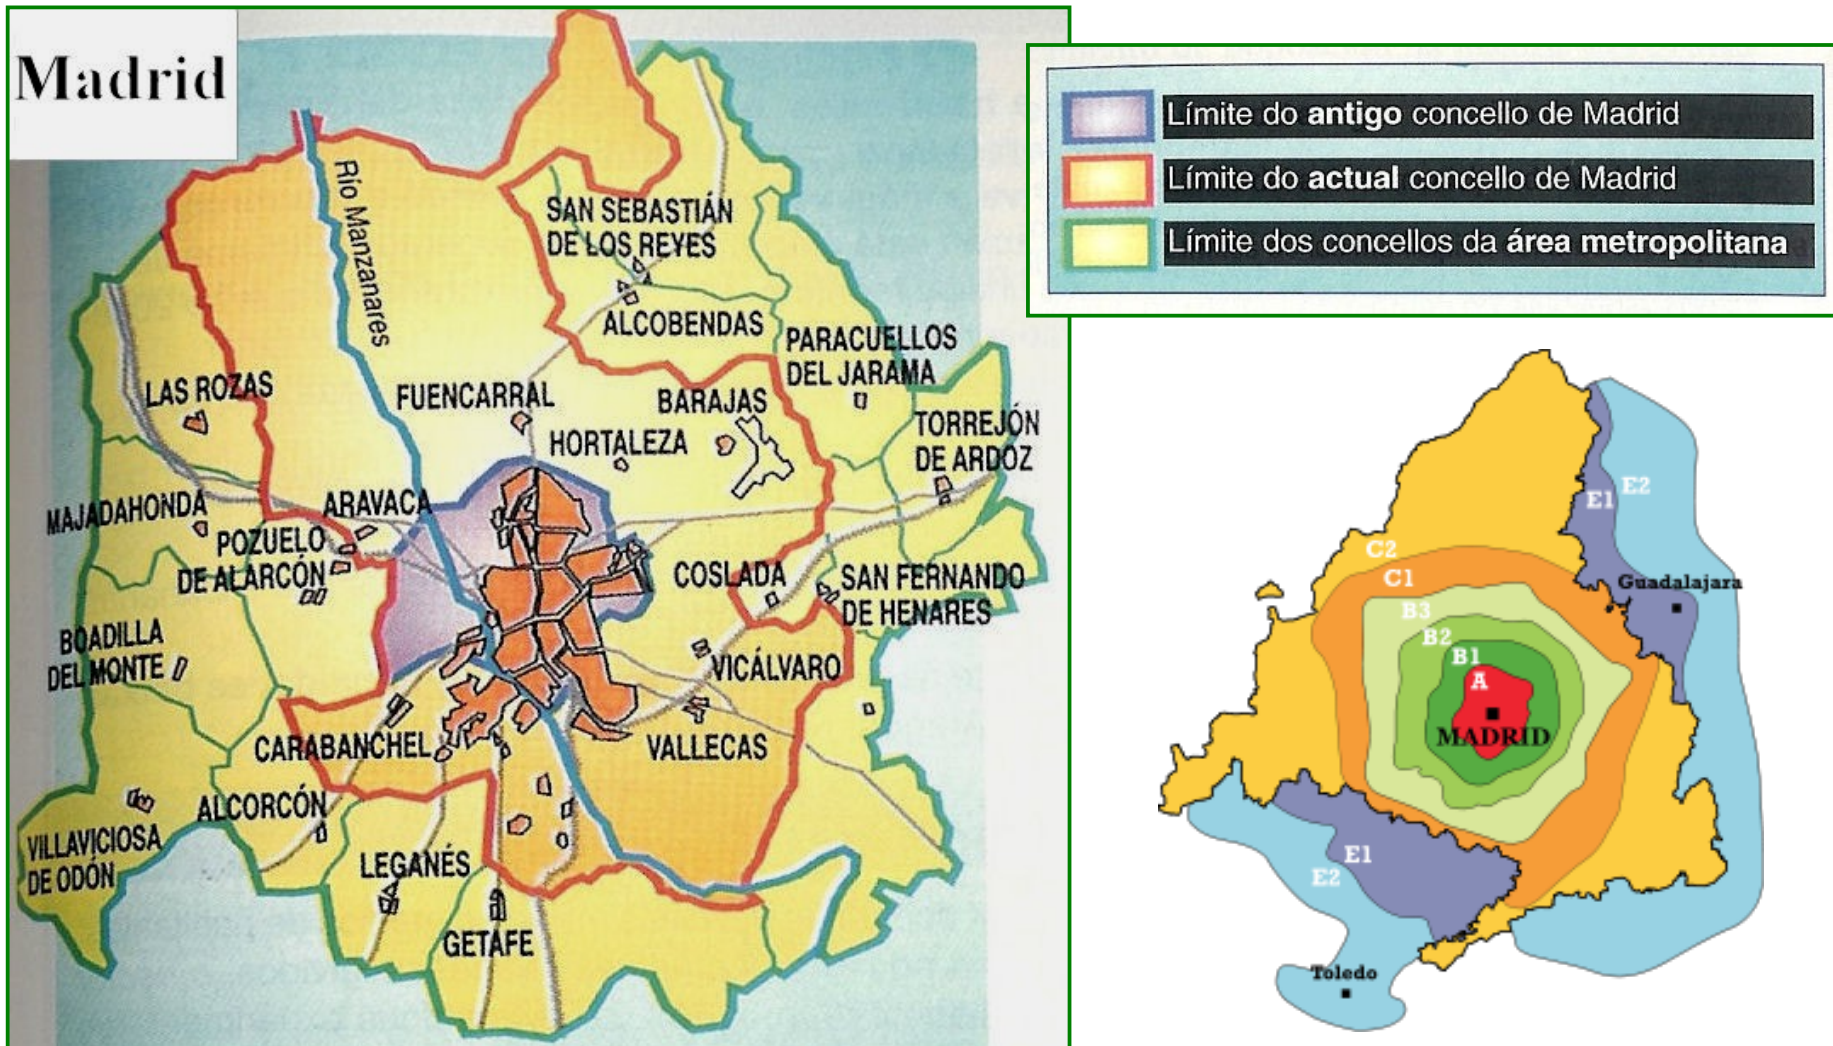 Madrid
Río Manzanares
SAN SEBASTIÁN
DE LOS REYES
ALCOBENDAS
PARACUELLOS
DEL JARAMA
LAS ROZAS
FUENCARRAL
BARAJAS
HORTALEZA
TORREJÓN
DE ARDOZ
MAJADAHONDA
ARAVACA
POZUELO
DE ALARCÓN
COSLADA
SAN FERNANDO
DE HENARES
BOADILLA
DEL MONTE
VICÁLVARO
CARABANCHEL
VALLECAS
ALCORCÓN
VILLAVICIOSA
DE ODÓN
LEGANÉS
GETAFE
Límite do antigo concello de Madrid
Límite do actual concello de Madrid
Límite dos concellos da área metropolitana
E1
E2
C2
C1
Guadalajara
B3
B2
B1
A
MADRID
E1
E2
Toledo